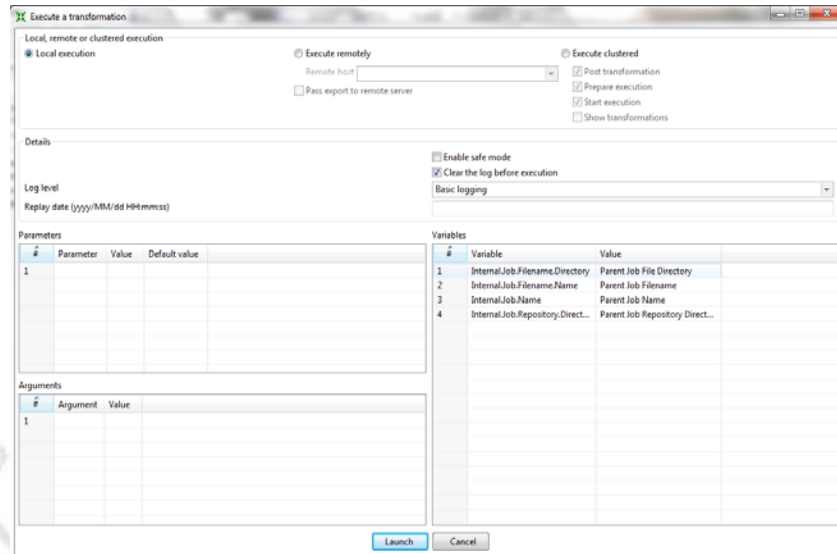 Execute a transformation
Local, remote or clustered execution
Local execution
Execute remotely
Execute clustered
Remote host
Post transformation
Pass export to remote server
Prepare execution
Start execution
Show transformations
Details
Enable safe mode
Clear the log before execution
Log level
Basic logging
Replay date (yyyy/MM/dd HH:mm:ss)
Parameters
# Parameter Value Default value
1
Variables
# Variable Value
1 Internal.Job.Filename.Directory Parent Job File Directory
2 Internal.Job.Filename.Name Parent Job Filename
3 Internal.Job.Name Parent Job Name
4 Internal.Job.Repository.Direct... Parent Job Repository Direct...
Arguments
# Argument Value
1
Launch
Cancel